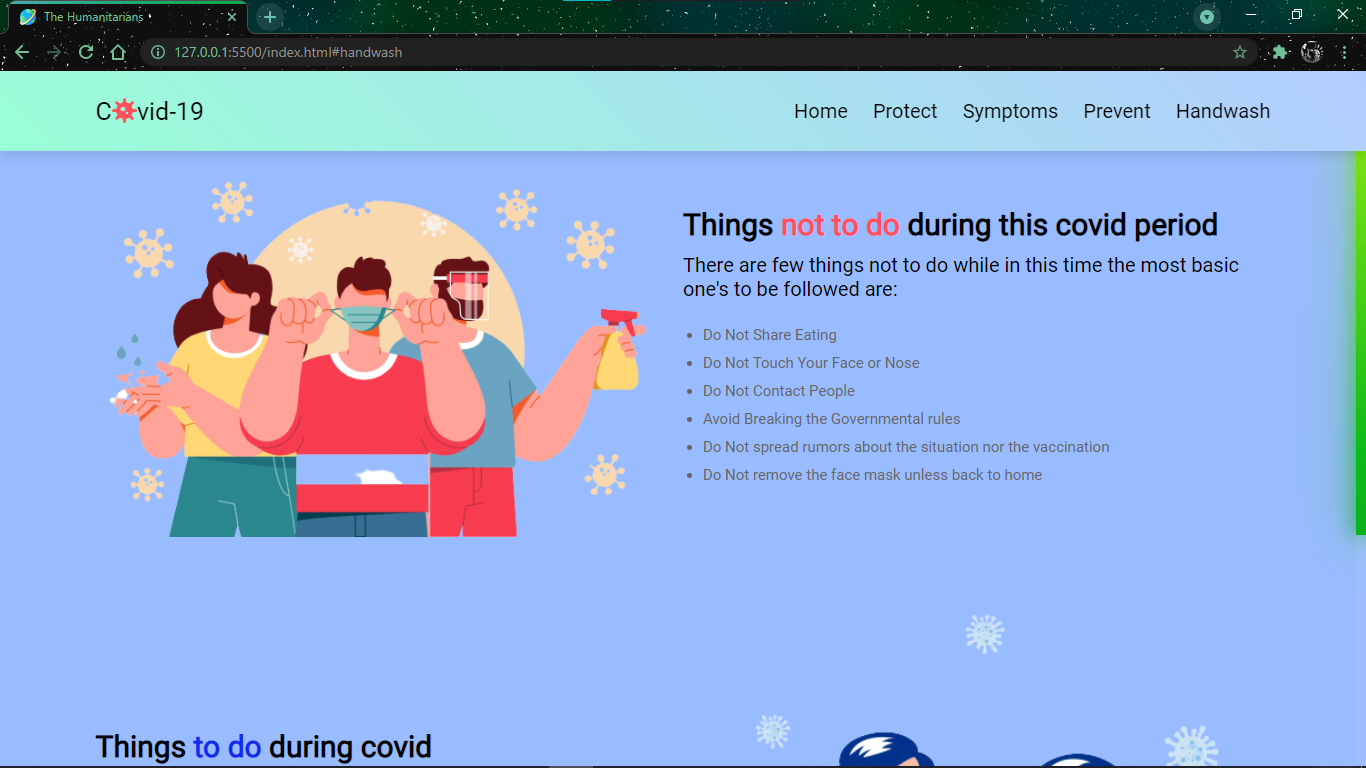 The Humanitarians
127.0.0.1:5500/index.html#handwash
Cvid-19
Home Protect Symptoms Prevent Handwash
Things not to do during this covid period
There are few things not to do while in this time the most basic
one's to be followed are:
Do Not Share Eating
Do Not Touch Your Face or Nose
Do Not Contact People
Avoid Breaking the Governmental rules
Do Not spread rumors about the situation nor the vaccination
Do Not remove the face mask unless back to home
Things to do during covid